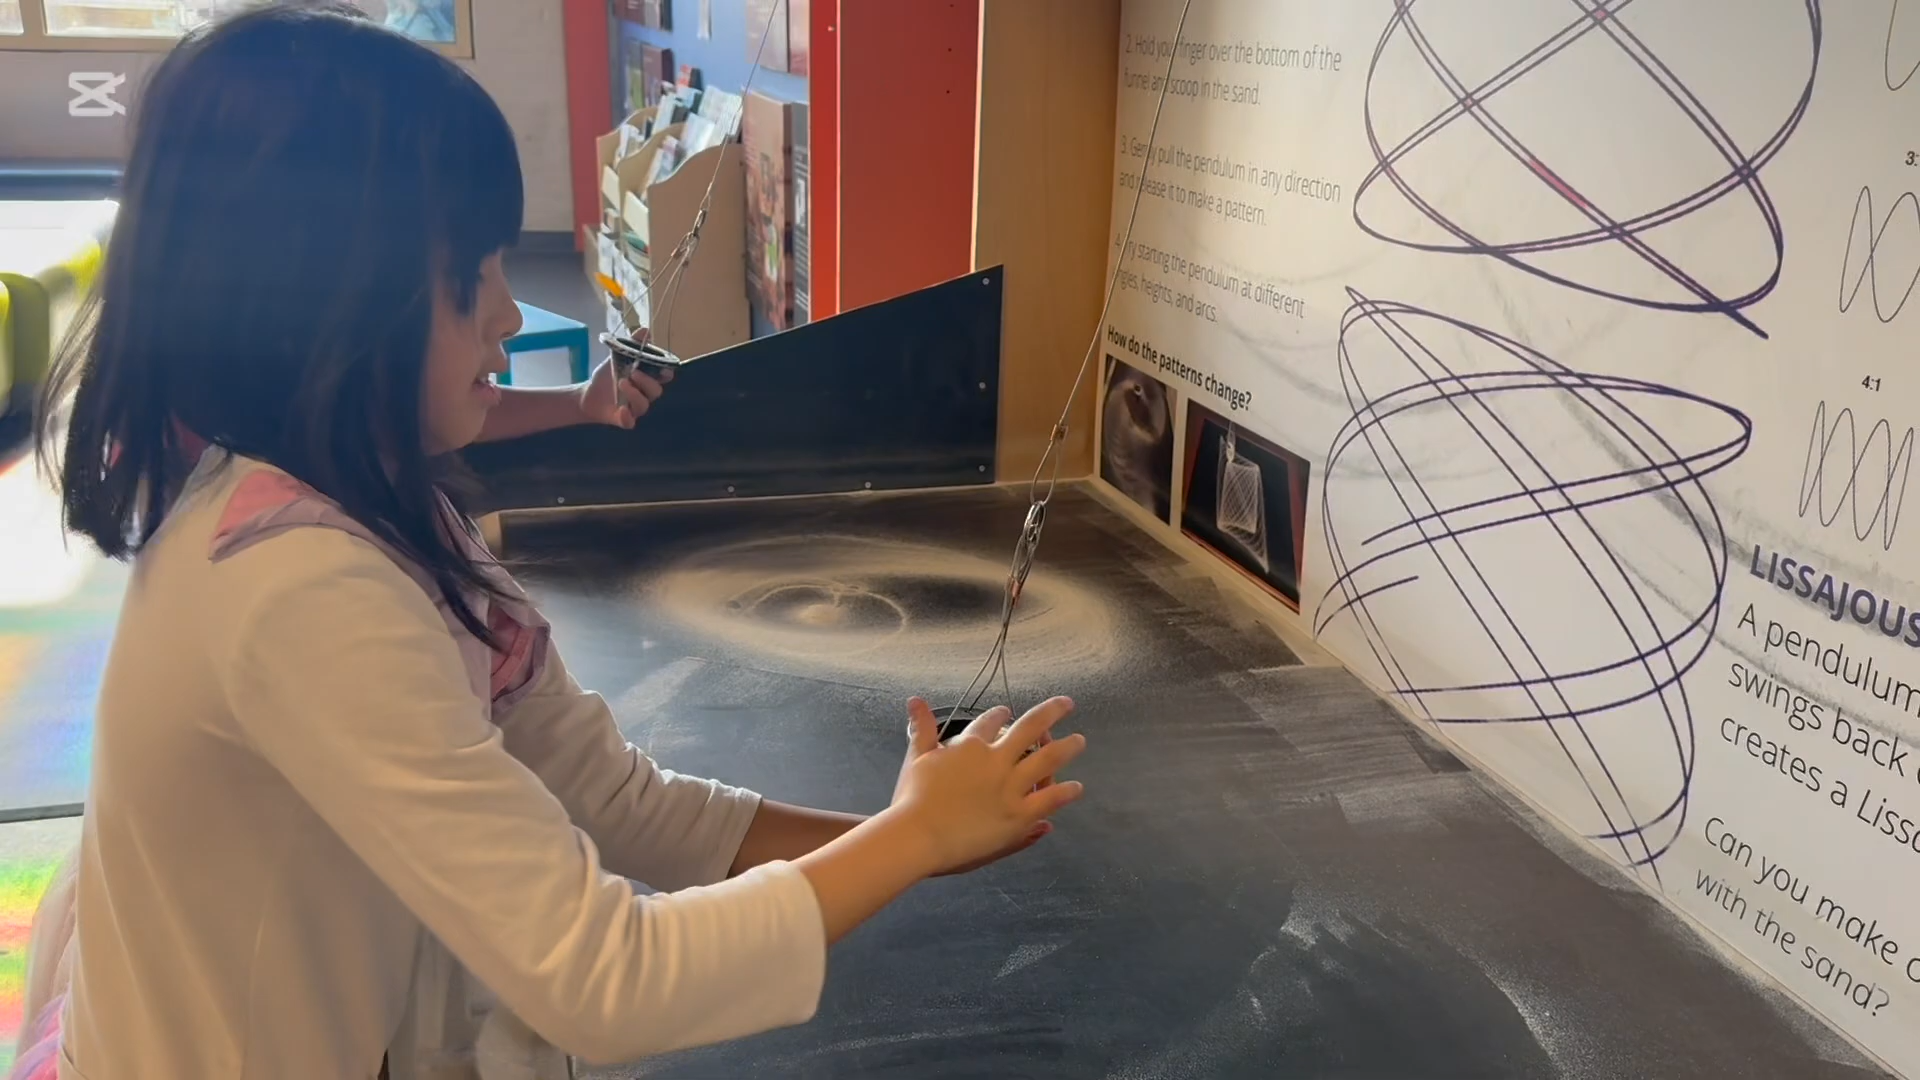 2. Hold your finger over the bottom of the
funnel and scoop in the sand.
3. Gently pull the pendulum in any direction
and release it to make a pattern.
4. Try starting the pendulum at different
angles, heights, and arcs.
How do the patterns change?
3:
4:1
LISSAJOUS
A pendulum
swings back
creates a Lissa
Can you make
with the sand?